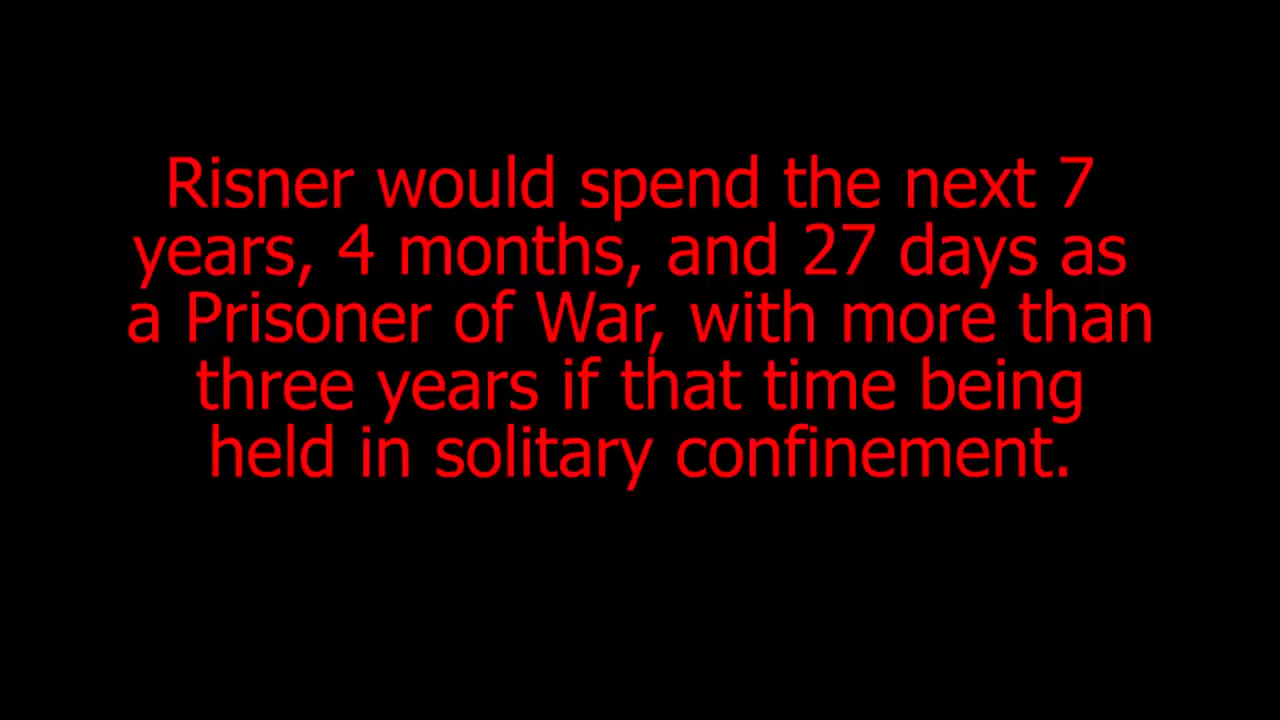 Risner would spend the next 7
years, 4 months, and 27 days as
a Prisoner of War, with more than
three years if that time being
held in solitary confinement.